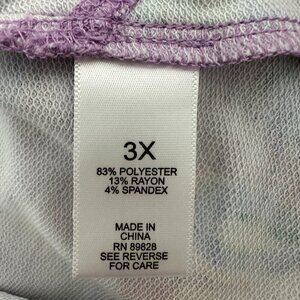 3X
83% POLYESTER
13% RAYON
4% SPANDEX
MADE IN
CHINA
RN 89828
SEE REVERSE
FOR CARE